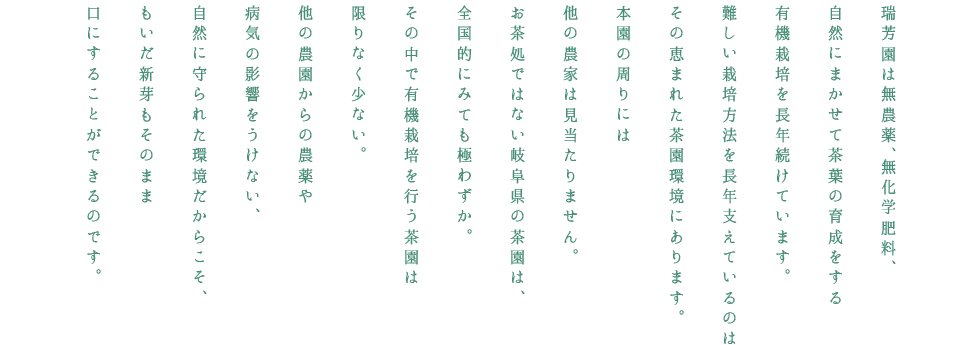 瑞芳園は無農薬、無化学肥料、
自然にまかせて茶葉の育成をする
有機栽培を長年続けています。
難しい栽培方法を長年支えているのは
その恵まれた茶園環境にあります。
本園の周りには
他の農家は見当たりません。
お茶処ではない岐阜県の茶園は、
全国的にみても極わずか。
その中で有機栽培を行う茶園は
限りなく少ない。
他の農園からの農薬や
病気の影響をうけない、
自然に守られた環境だからこそ、
もいだ新芽もそのまま
口にすることができるのです。